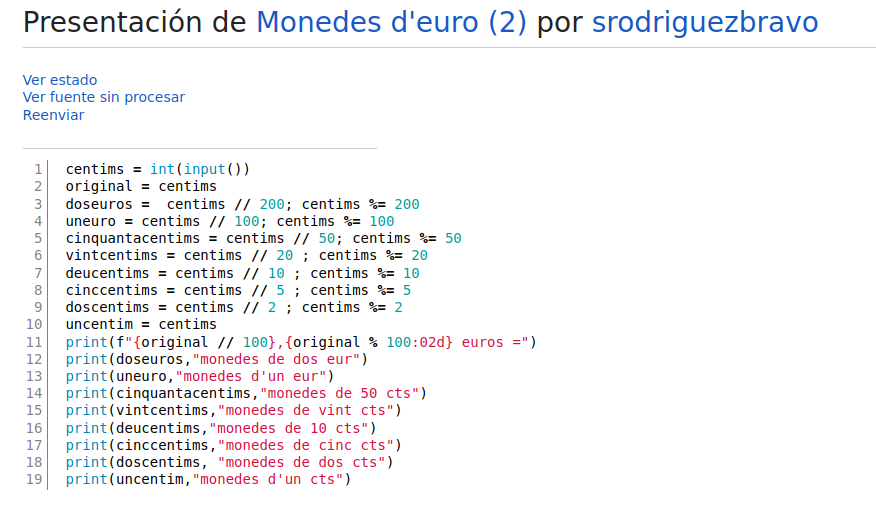 Presentación de Monedes d'euro (2) por srodriguezbravo
Ver estado
Ver fuente sin procesar
Reenviar
1 centims = int(input())
2 original = centims
3 doseuros =  centims // 200; centims %= 200
4 uneuro = centims // 100; centims %= 100
5 cinquantacentims = centims // 50; centims %= 50
6 vintcentims = centims // 20 ; centims %= 20
7 deucentims = centims // 10 ; centims %= 10
8 cinccentims = centims // 5 ; centims %= 5
9 doscentims = centims // 2 ; centims %= 2
10 uncentim = centims
11 print(f"{original // 100},{original % 100:02d} euros =")
12 print(doseuros,"monedes de dos eur")
13 print(uneuro,"monedes d'un eur")
14 print(cinquantacentims,"monedes de 50 cts")
15 print(vintcentims,"monedes de vint cts")
16 print(deucentims,"monedes de 10 cts")
17 print(cinccentims,"monedes de cinc cts")
18 print(doscentims, "monedes de dos cts")
19 print(uncentim,"monedes d'un cts")